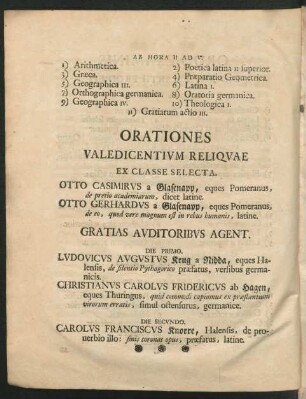 AB HORA II AD V
1) Arithmetica.
2) Poetica latina II superior.
3) Græca.
4) Præparatio Geometrica.
5) Geographica III.
6) Latina I.
7) Orthographica germanica.
8) Oratoria germanica.
9) Geographica IV.
10) Theologica I.
11) Gratiarum actio III.
ORATIONES
VALEDICENTIVM RELIQVAE
EX CLASSE SELECTA.
OTTO CASIMIRVS a Glasenapp, eques Pomeranus,
de pretio academiarum, dicet latine.
OTTO GERHARDVS a Glasenapp, eques Pomeranus,
de eo, quod vere magnum est in rebus humanis, latine.
GRATIAS AVDITORIBVS AGENT.
DIE PRIMO,
LVDOVICVS AVGVSTVS Krug a Nidda, eques Ha-
lensis, de silentio Pythagorico præfatus, versibus germa-
nicis.
CHRISTIANVS CAROLVS FRIDERICVS ab Hagen,
eques Thuringus, quid commodi capiamus ex præstantium
virorum erratis, simul ostensurus, germanice.
DIE SECVNDO,
CAROLVS FRANCISCVS Knorre, Halensis, de pro-
uerbio illo: finis coronat opus, præfatus, latine.